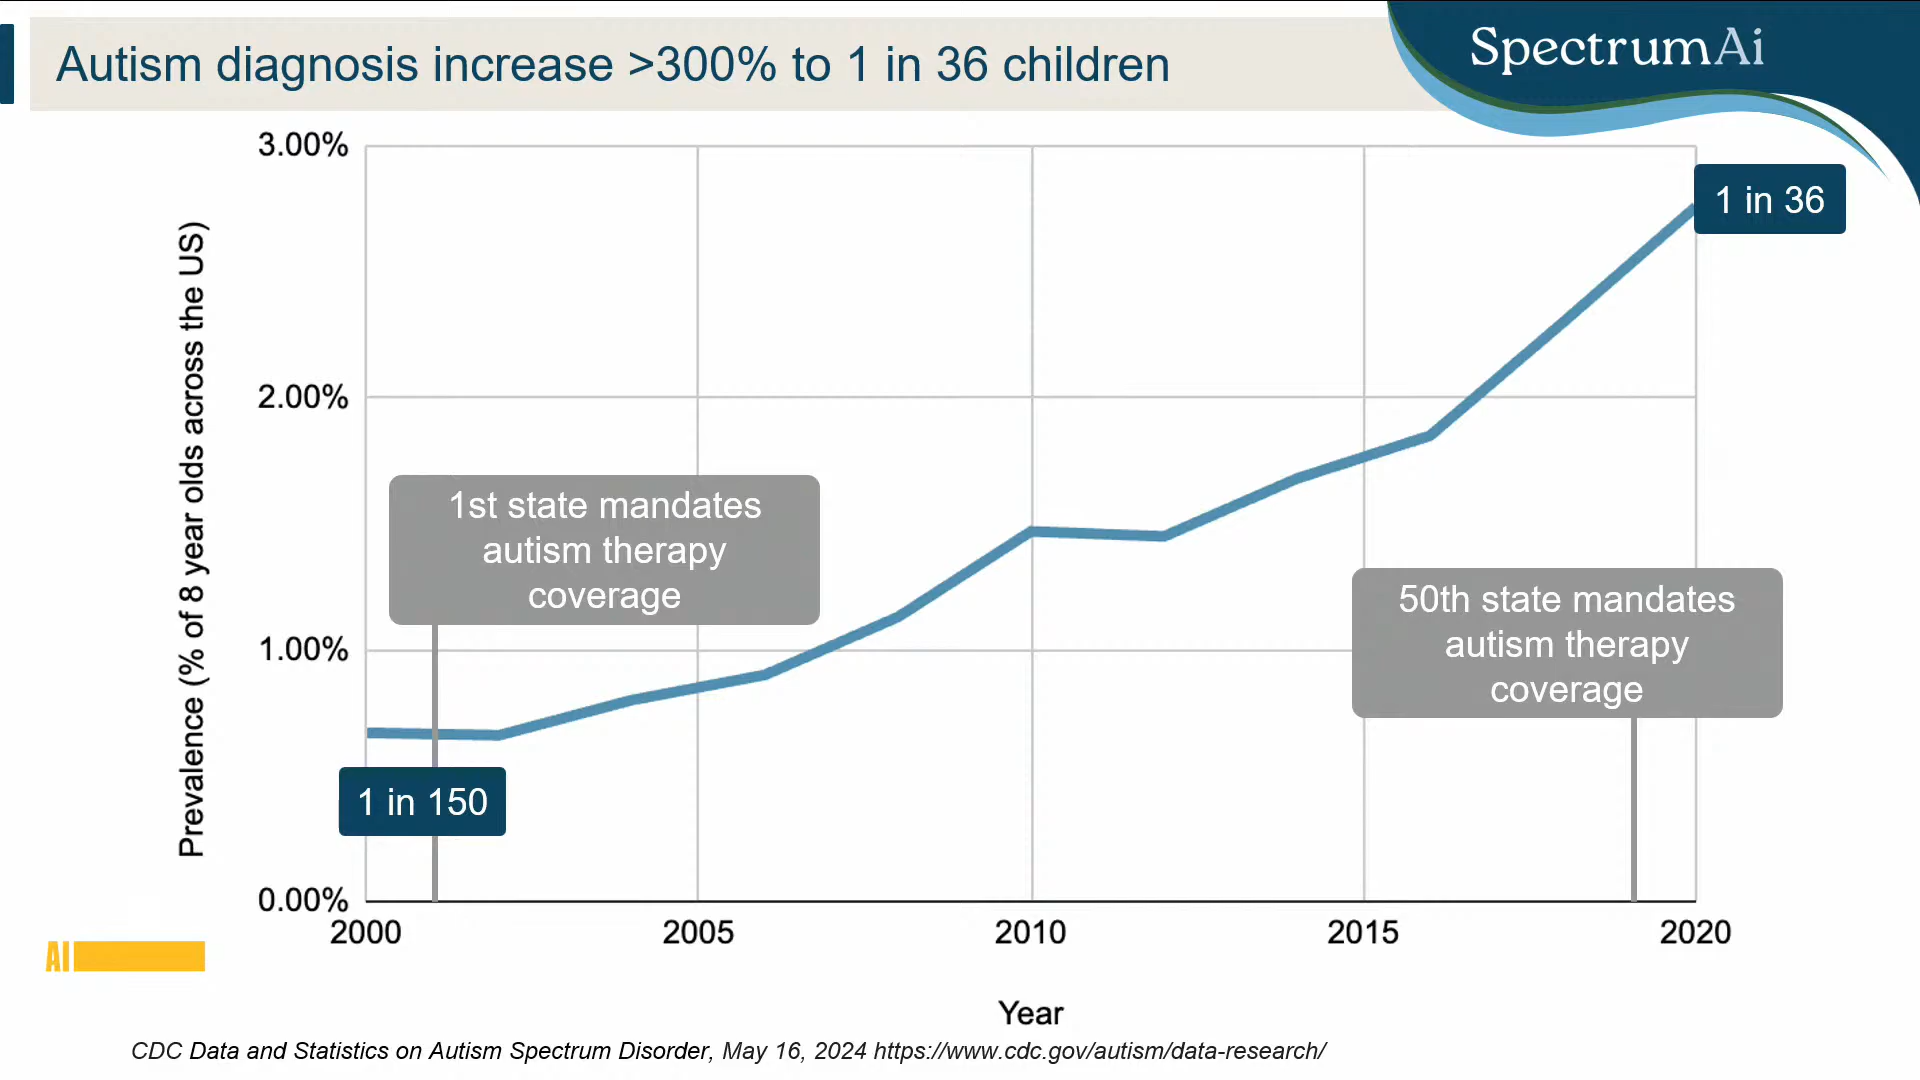 Autism diagnosis increase >300% to 1 in 36 children
SpectrumAi
3.00%
2.00%
1.00%
0.00%
Prevalence (% of 8 year olds across the US)
1 in 36
1st state mandates
autism therapy
coverage
50th state mandates
autism therapy
coverage
1 in 150
2000
2005
2010
2015
2020
AI
Year
CDC Data and Statistics on Autism Spectrum Disorder, May 16, 2024 https://www.cdc.gov/autism/data-research/